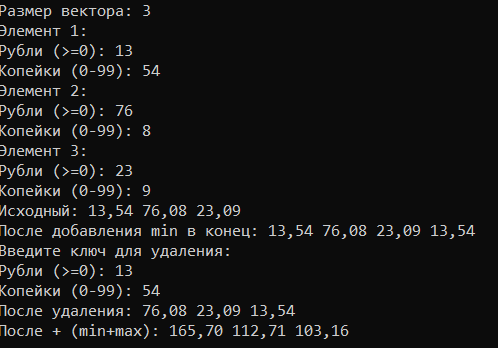 Размер вектора: 3
Элемент 1:
Рубли (>=0): 13
Копейки (0-99): 54
Элемент 2:
Рубли (>=0): 76
Копейки (0-99): 8
Элемент 3:
Рубли (>=0): 23
Копейки (0-99): 9
Исходный: 13,54 76,08 23,09
После добавления min в конец: 13,54 76,08 23,09 13,54
Введите ключ для удаления:
Рубли (>=0): 13
Копейки (0-99): 54
После удаления: 76,08 23,09 13,54
После + (min+max): 165,70 112,71 103,16